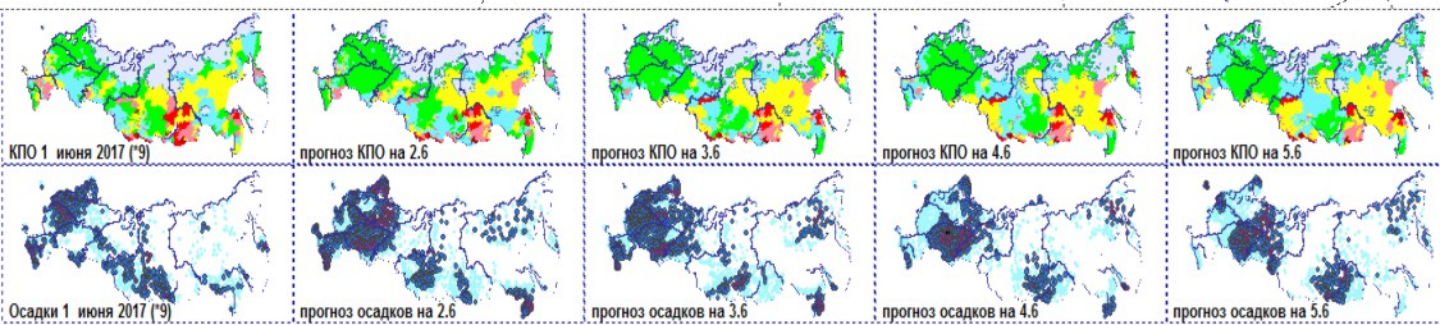 КПО 1 июня 2017 (*9)
прогноз КПО на 2.6
прогноз КПО на 3.6
прогноз КПО на 4.6
прогноз КПО на 5.6
Осадки 1 июня 2017 (*9)
прогноз осадков на 2.6
прогноз осадков на 3.6
прогноз осадков на 4.6
прогноз осадков на 5.6